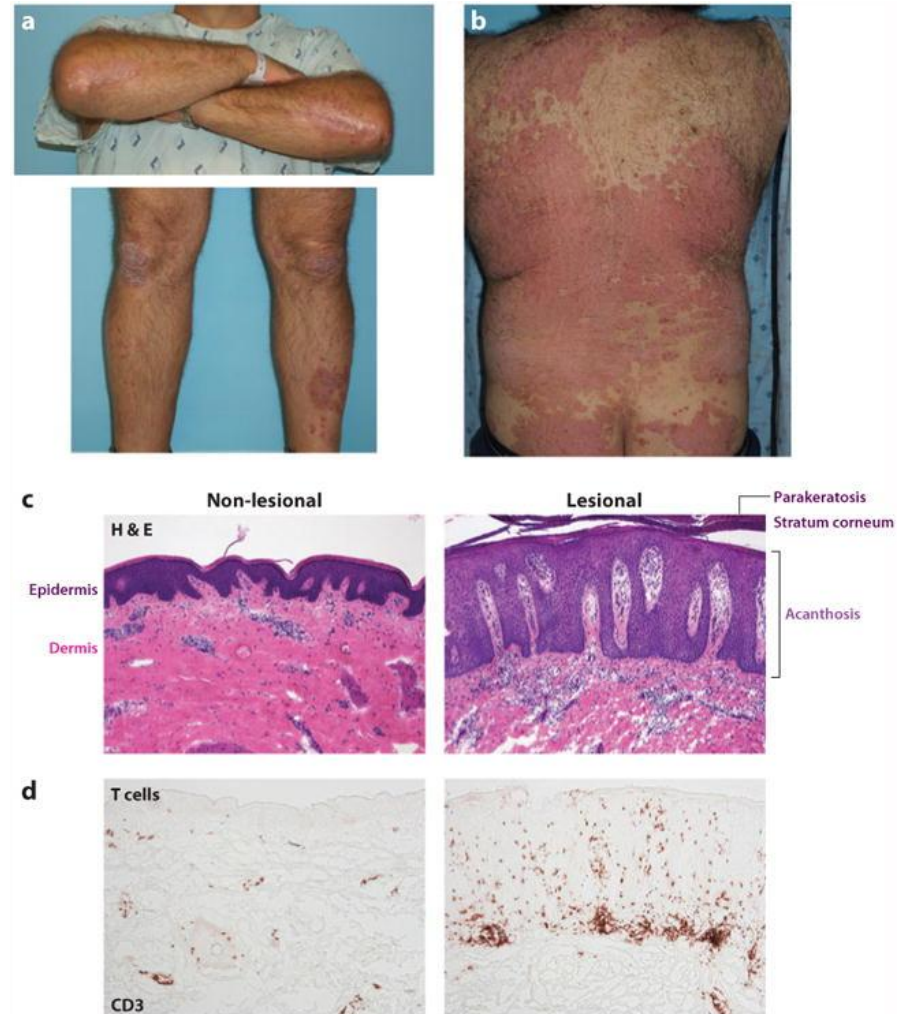 a
b
c
Non-lesional
Lesional
H & E
Parakeratosis
Stratum corneum
Epidermis
Dermis
Acanthosis
d
T cells
CD3